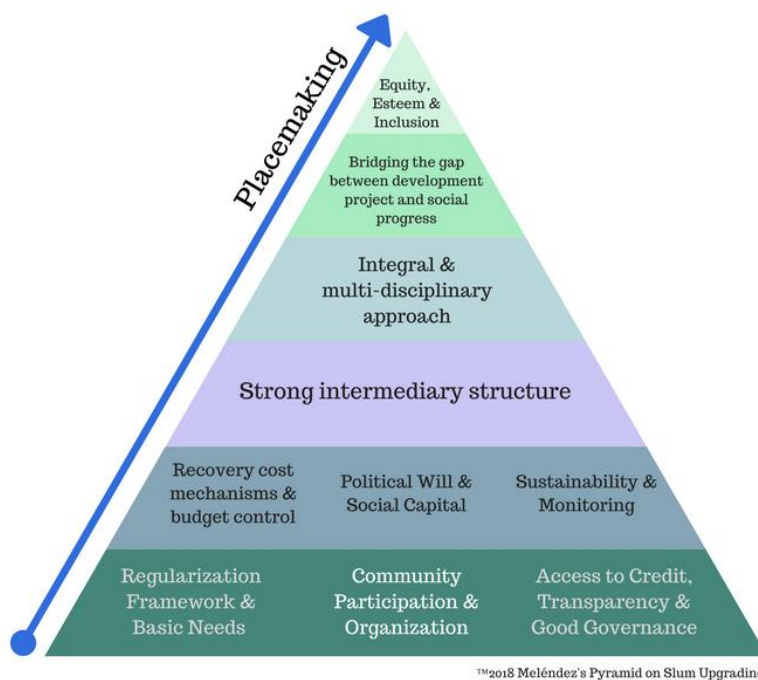 Placemaking
Equity,
Esteem &
Inclusion
Bridging the gap
between development
project and social
progress
Integral &
multi-disciplinary
approach
Strong intermediary structure
Recovery cost
mechanisms &
budget control
Political Will &
Social Capital
Sustainability &
Monitoring
Regularization
Framework &
Basic Needs
Community
Participation &
Organization
Access to Credit,
Transparency &
Good Governance
™2018 Meléndez's Pyramid on Slum Upgrading